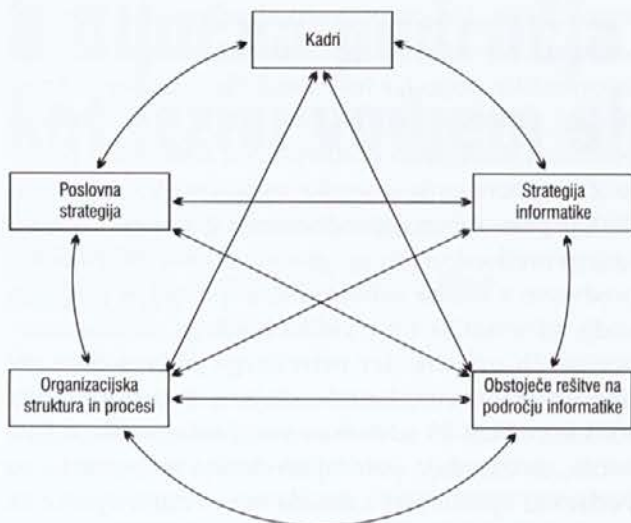 Kadri
Poslovna
strategija
Strategija
informatike
Organizacijska
struktura in procesi
Obstoječe rešitve na
področju informatike